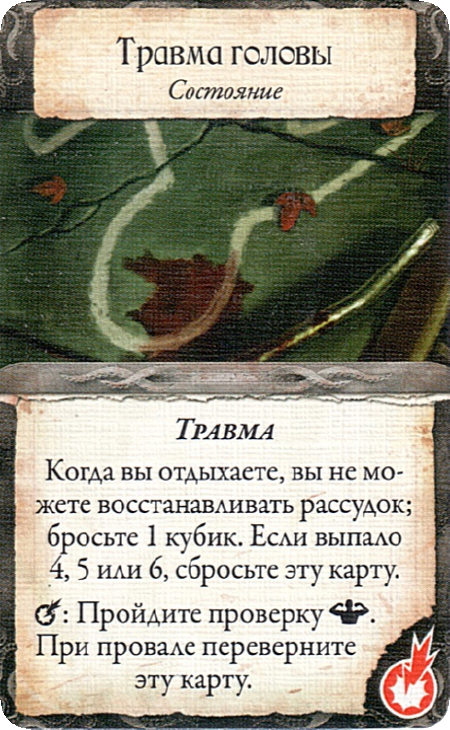 Травма головы
Состояние
Травма
Когда вы отдыхаете, вы не мо-
жете восстанавливать рассудок;
бросьте 1 кубик. Если выпало
4, 5 или 6, сбросьте эту карту.
: Пройдите проверку .
При провале переверните
эту карту.